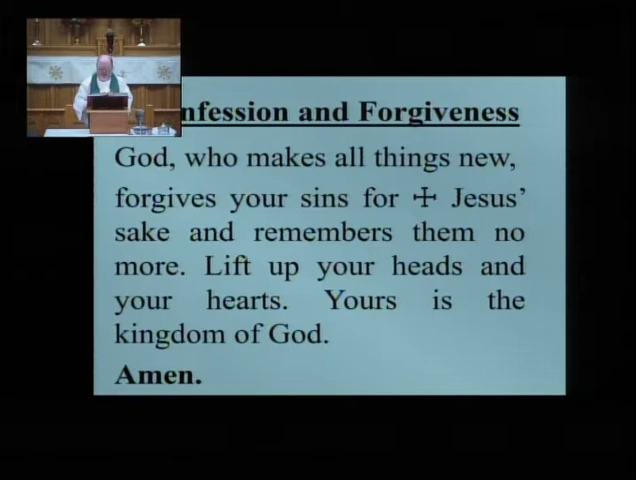 nfession and Forgiveness
God, who makes all things new,
forgives your sins for ☩ Jesus’
sake and remembers them no
more. Lift up your heads and
your hearts. Yours is the
kingdom of God.
Amen.